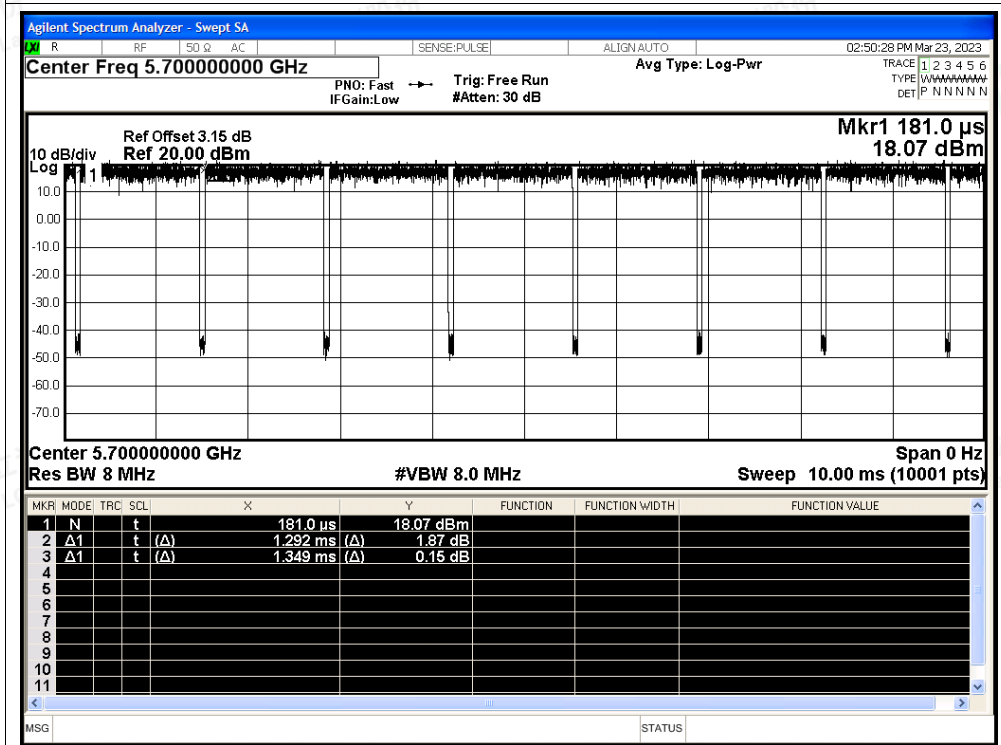 Agilent Spectrum Analyzer - Swept SA
LXI R RF 50 Ω AC SENSE:PULSE ALIGN AUTO 02:50:28 PM Mar 23, 2023
Center Freq 5.700000000 GHz Avg Type: Log-Pwr TRACE 1 2 3 4 5 6
PNO: Fast Trig: Free Run TYPE
IFGain:Low #Atten: 30 dB DET P N N N N N
Mkr1 181.0 µs
Ref Offset 3.15 dB
10 dB/div Ref 20.00 dBm 18.07 dBm
Log
1
10.0
0.00
-10.0
-20.0
-30.0
-40.0
-50.0
-60.0
-70.0
Center 5.700000000 GHz Span 0 Hz
Res BW 8 MHz #VBW 8.0 MHz Sweep 10.00 ms (10001 pts)
MKR MODE TRC SCL X Y FUNCTION FUNCTION WIDTH FUNCTION VALUE
1 N t 181.0 µs 18.07 dBm
2 Δ1 t (Δ) 1.292 ms (Δ) 1.87 dB
3 Δ1 t (Δ) 1.349 ms (Δ) 0.15 dB
4
5
6
7
8
9
10
11
MSG STATUS